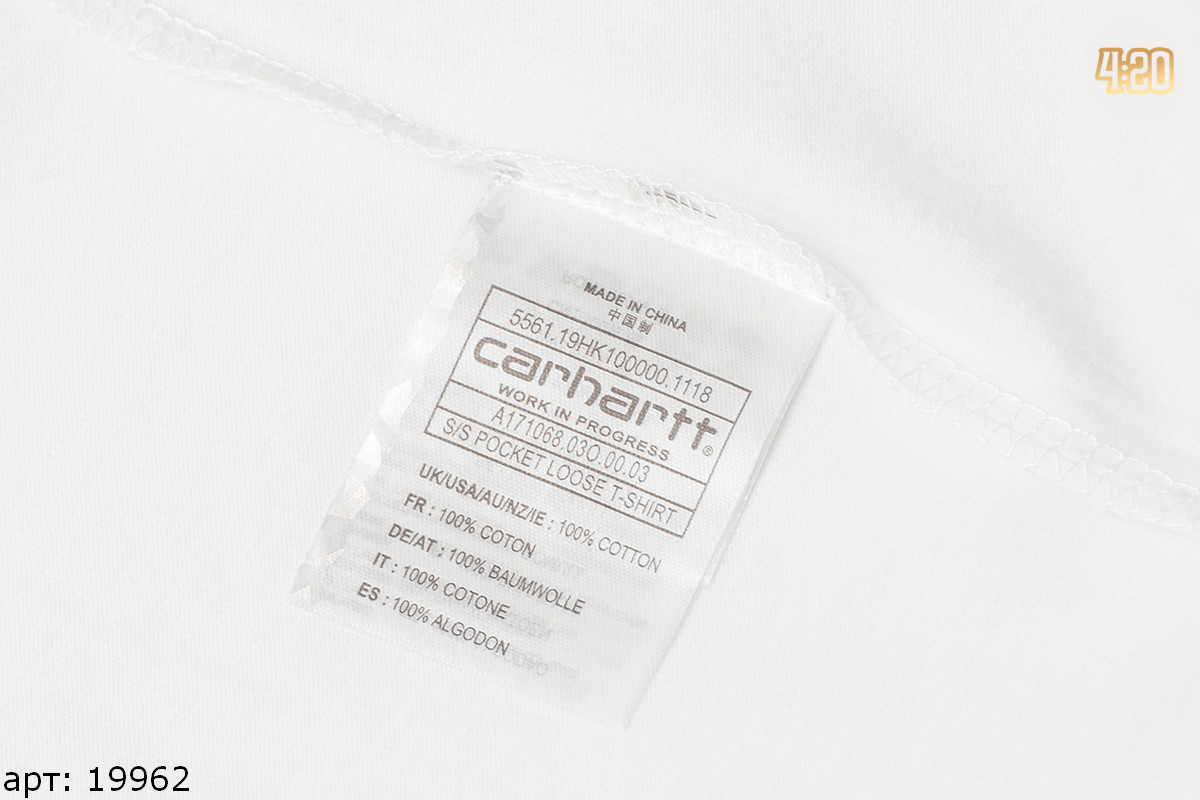 4:20
MADE IN CHINA
中国制
5561.19HK100000.1118
carhartt®
WORK IN PROGRESS
A171068.03O.00.03
S/S POCKET LOOSE T-SHIRT
UK/USA/AU/NZ/IE : 100% COTTON
FR : 100% COTON
DE/AT : 100% BAUMWOLLE
IT : 100% COTONE
ES : 100% ALGODON
арт: 19962